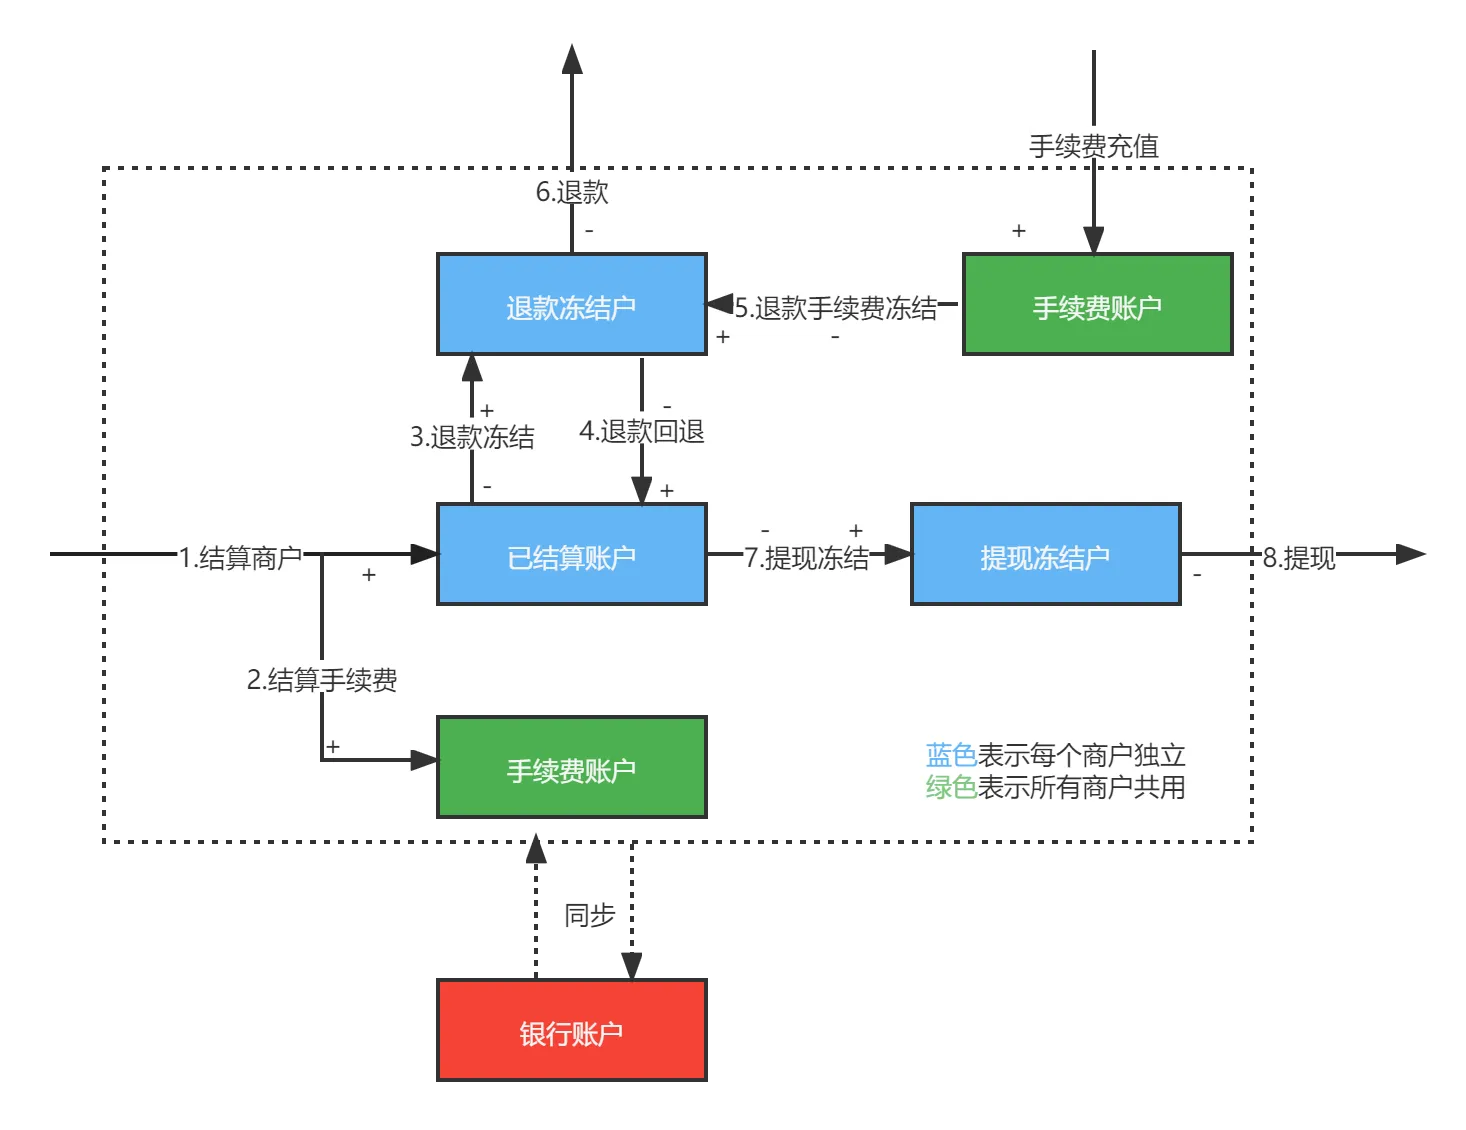 手续费充值
6.退款
-
+
退款冻结户
5.退款手续费冻结
手续费账户
+
-
+
3.退款冻结
-
-
4.退款回退
+
1.结算商户
+
已结算账户
-
+
7.提现冻结
提现冻结户
-
8.提现
2.结算手续费
+
手续费账户
蓝色表示每个商户独立
绿色表示所有商户共用
同步
银行账户